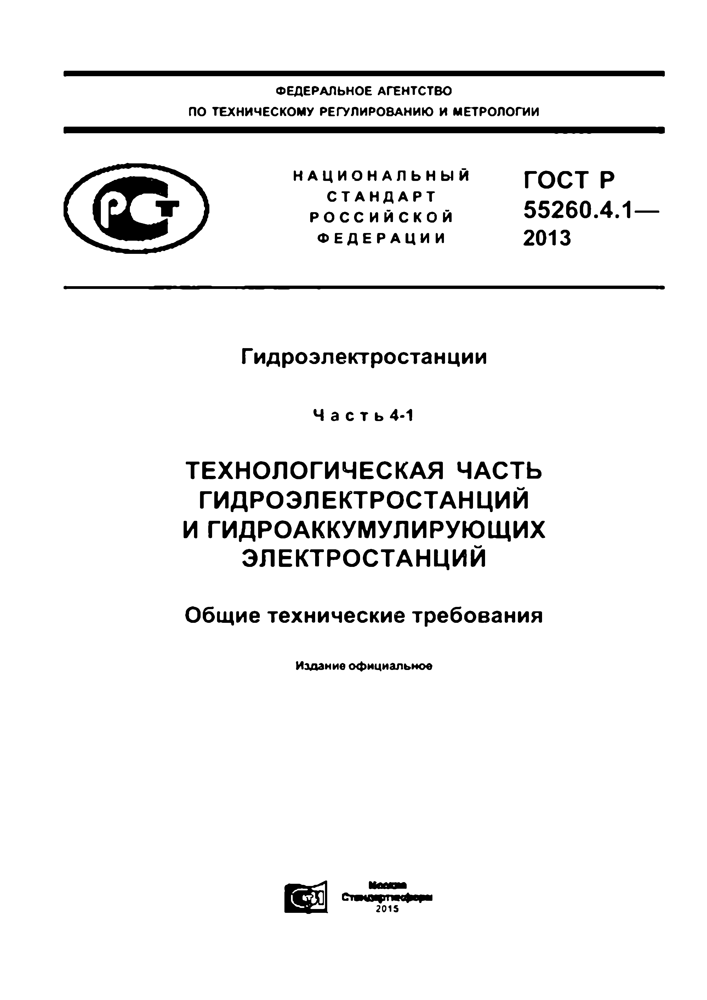 ФЕДЕРАЛЬНОЕ АГЕНТСТВО
ПО ТЕХНИЧЕСКОМУ РЕГУЛИРОВАНИЮ И МЕТРОЛОГИИ
РСТ
НАЦИОНАЛЬНЫЙ
СТАНДАРТ
РОССИЙСКОЙ
ФЕДЕРАЦИИ
ГОСТ Р
55260.4.1—
2013
Гидроэлектростанции
Часть 4-1
ТЕХНОЛОГИЧЕСКАЯ ЧАСТЬ
ГИДРОЭЛЕКТРОСТАНЦИЙ
И ГИДРОАККУМУЛИРУЮЩИХ
ЭЛЕКТРОСТАНЦИЙ
Общие технические требования
Издание официальное
Москва
Стандартинформ
2015